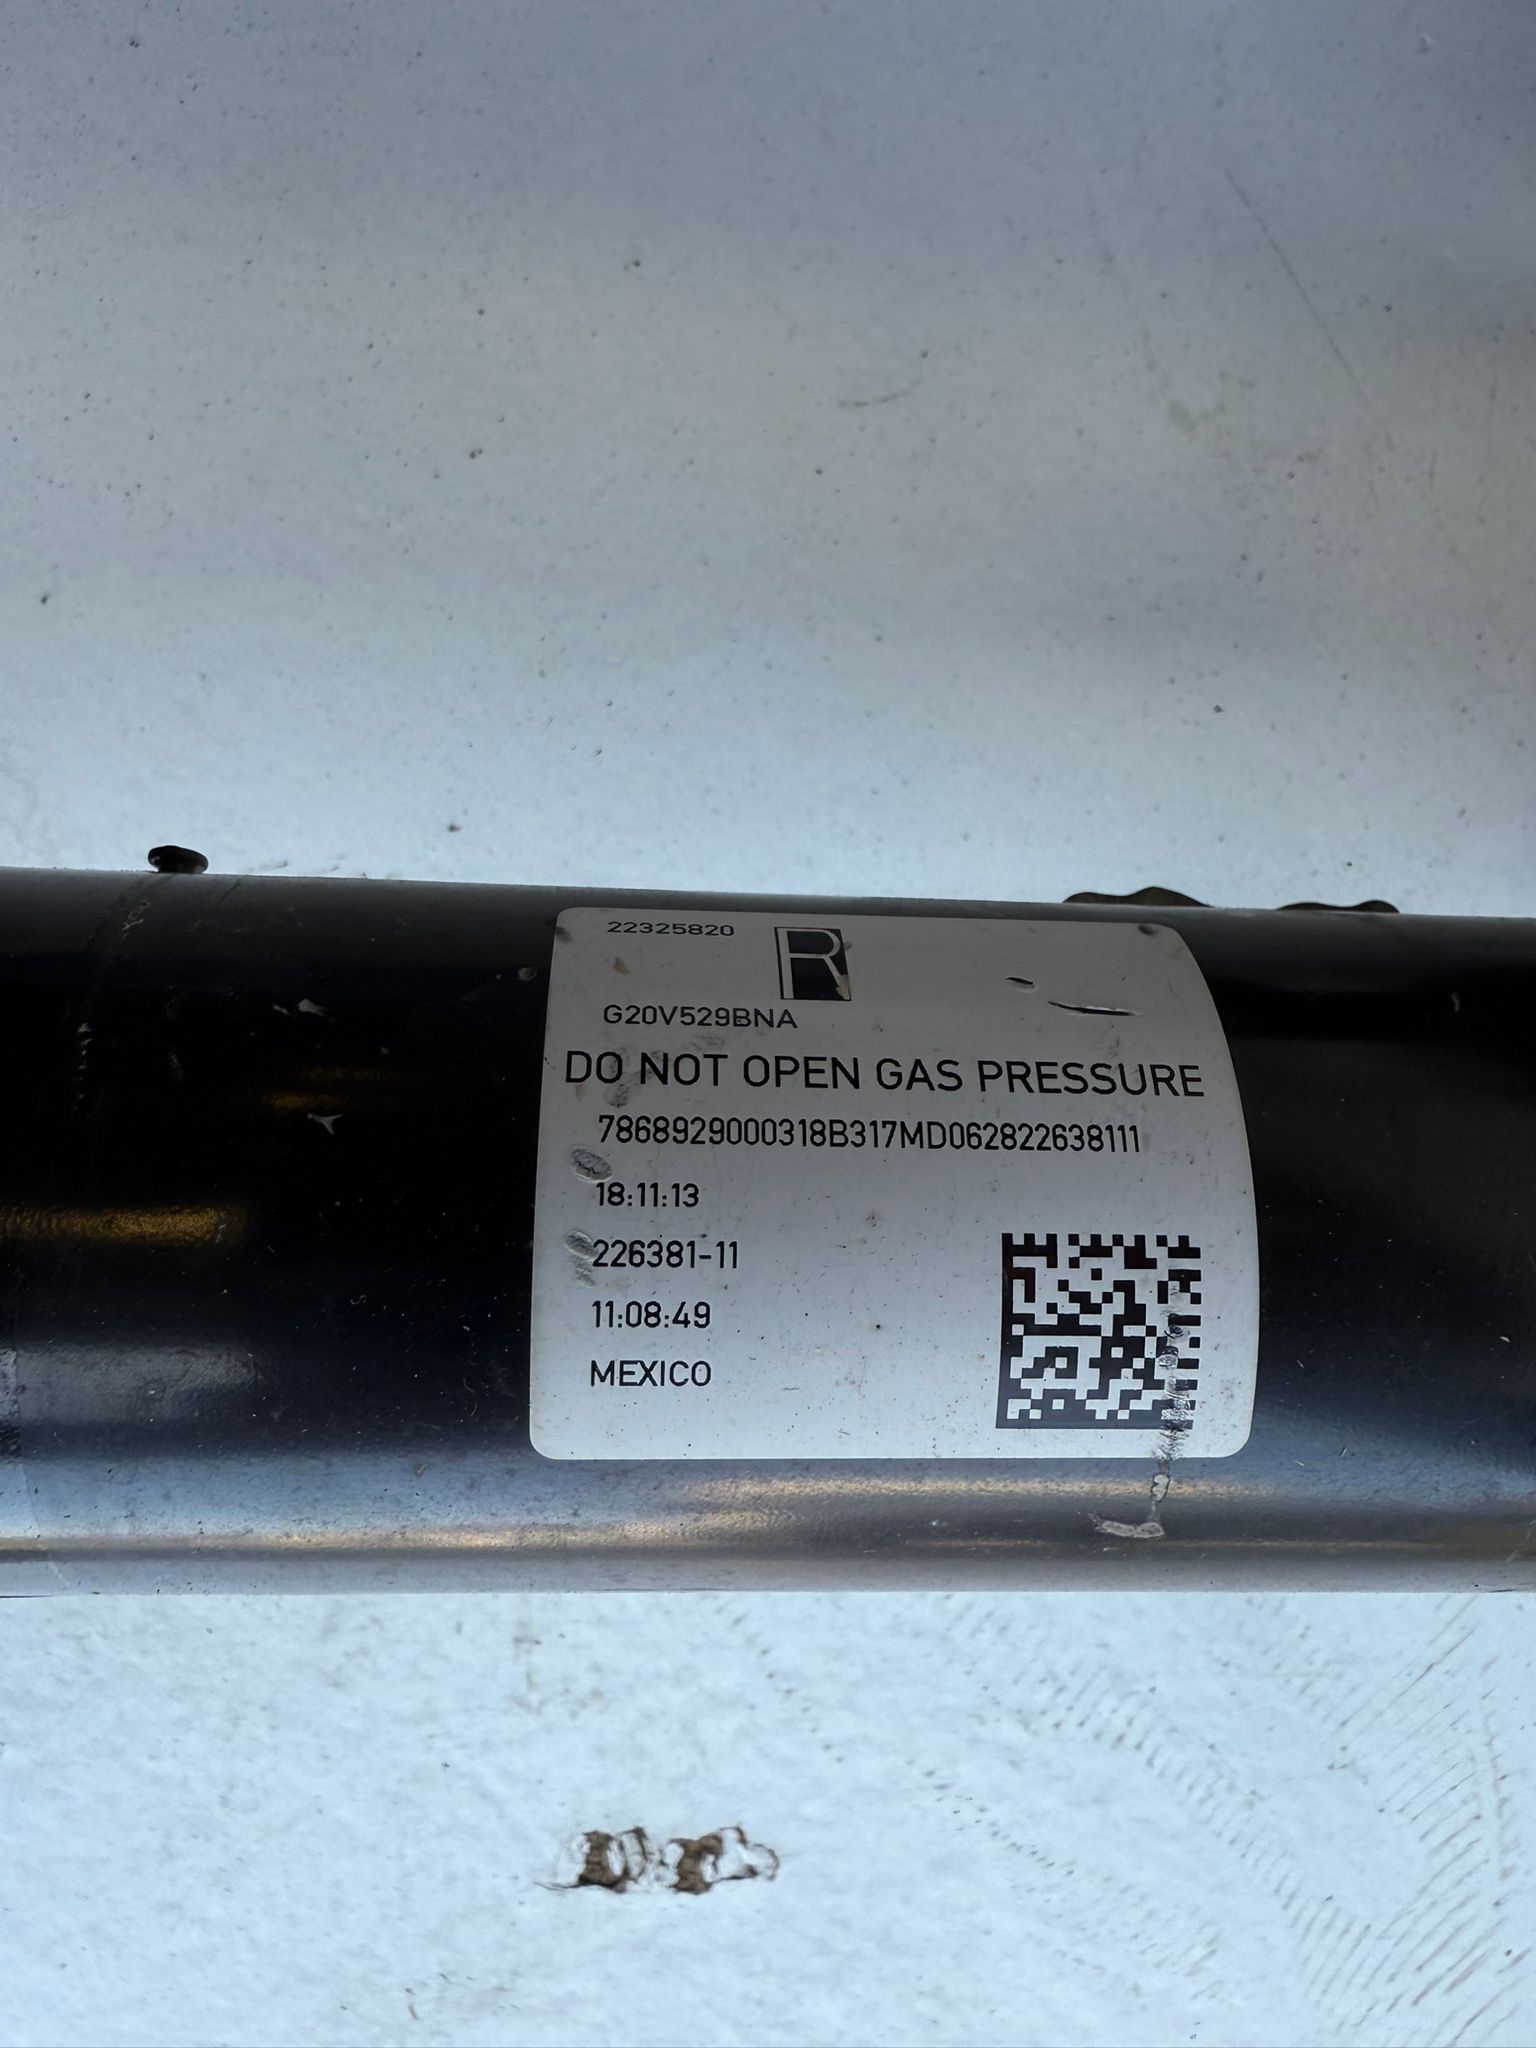 22325820 R
G20V529BNA
DO NOT OPEN GAS PRESSURE
7868929000318B317MD062822638111
18:11:13
226381-11
11:08:49
MEXICO